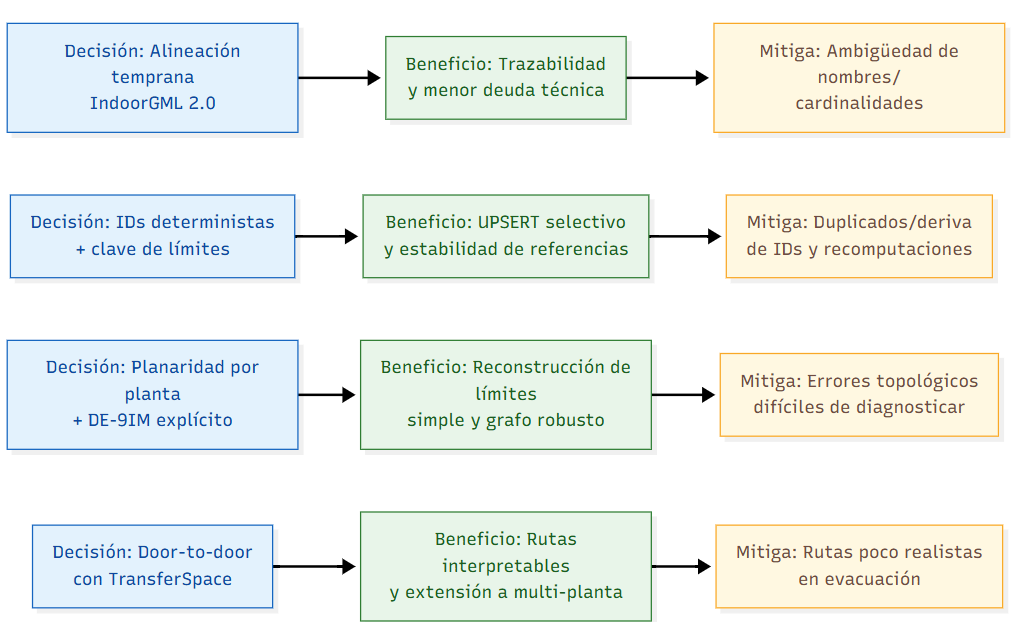 Decisión: Alineación
temprana
IndoorGML 2.0
Beneficio: Trazabilidad
y menor deuda técnica
Mitiga: Ambigüedad de
nombres/
cardinalidades
Decisión: IDs deterministas
+ clave de límites
Beneficio: UPSERT selectivo
y estabilidad de referencias
Mitiga: Duplicados/deriva
de IDs y recomputaciones
Decisión: Planaridad por
planta
+ DE-9IM explícito
Beneficio: Reconstrucción de
límites
simple y grafo robusto
Mitiga: Errores topológicos
difíciles de diagnosticar
Decisión: Door-to-door
con TransferSpace
Beneficio: Rutas
interpretables
y extensión a multi-planta
Mitiga: Rutas poco realistas
en evacuación